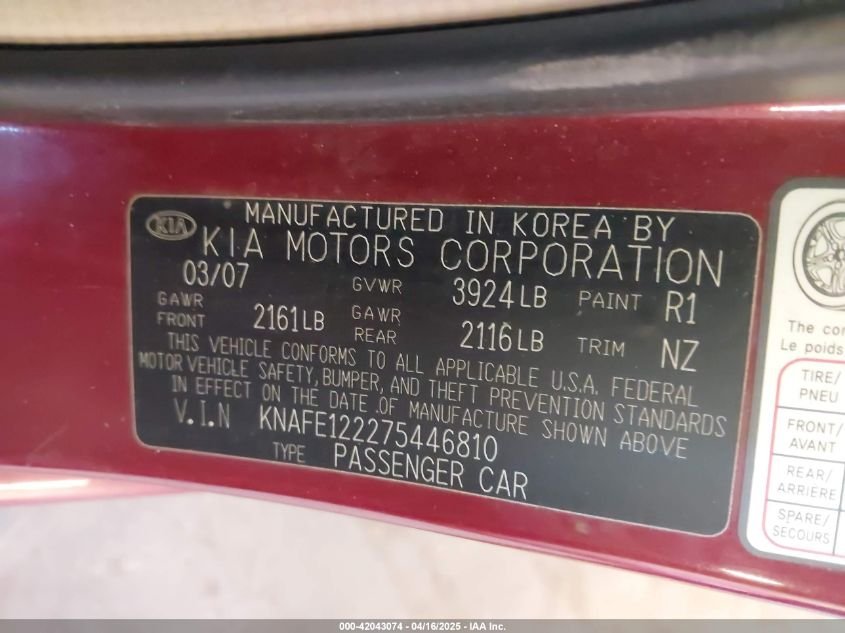 KIA
MANUFACTURED IN KOREA BY
KIA MOTORS CORPORATION
03/07 GVWR 3924LB PAINT R1
GAWR FRONT 2161LB GAWR REAR 2116LB TRIM NZ
THIS VEHICLE CONFORMS TO ALL APPLICABLE U.S.A. FEDERAL
MOTOR VEHICLE SAFETY, BUMPER, AND THEFT PREVENTION STANDARDS
IN EFFECT ON THE DATE OF MANUFACTURE SHOWN ABOVE
V.I.N KNAFE122275446810
TYPE PASSENGER CAR
The com
Le poids
TIRE/
PNEU
FRONT/
AVANT
REAR/
ARRIERE
SPARE/
SECOURS
000-42043074 - 04/16/2025 - IAA Inc.